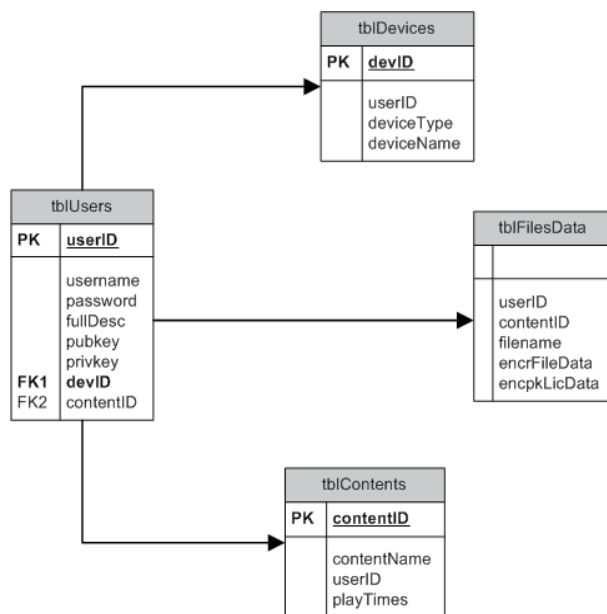 tblDevices
PK devID
userID
deviceType
deviceName
tblUsers
PK userID
username
password
fullDesc
pubkey
privkey
FK1 devID
FK2 contentID
tblFilesData
userID
contentID
filename
encrFileData
encpkLicData
tblContents
PK contentID
contentName
userID
playTimes